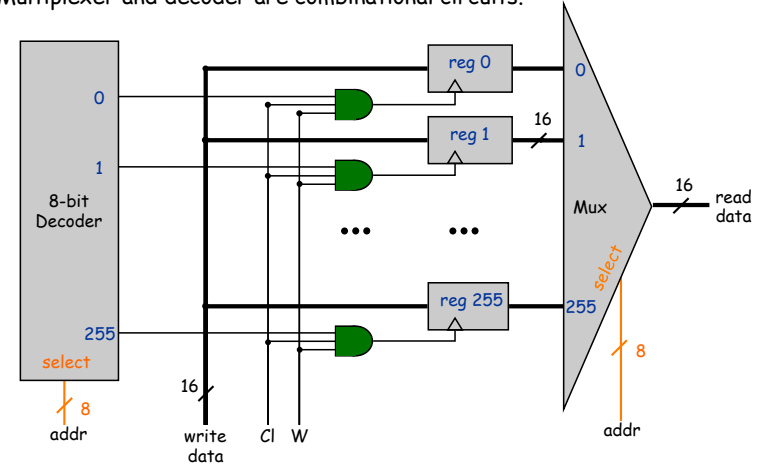 Multiplexer and decoder are combinational circuits.
reg 0
0
0
16
reg 1
1
1
16
8-bit
Decoder
Mux
read
data
•••
•••
select
reg 255
255
255
select
8
16
8
addr
write
data
Cl
W
addr